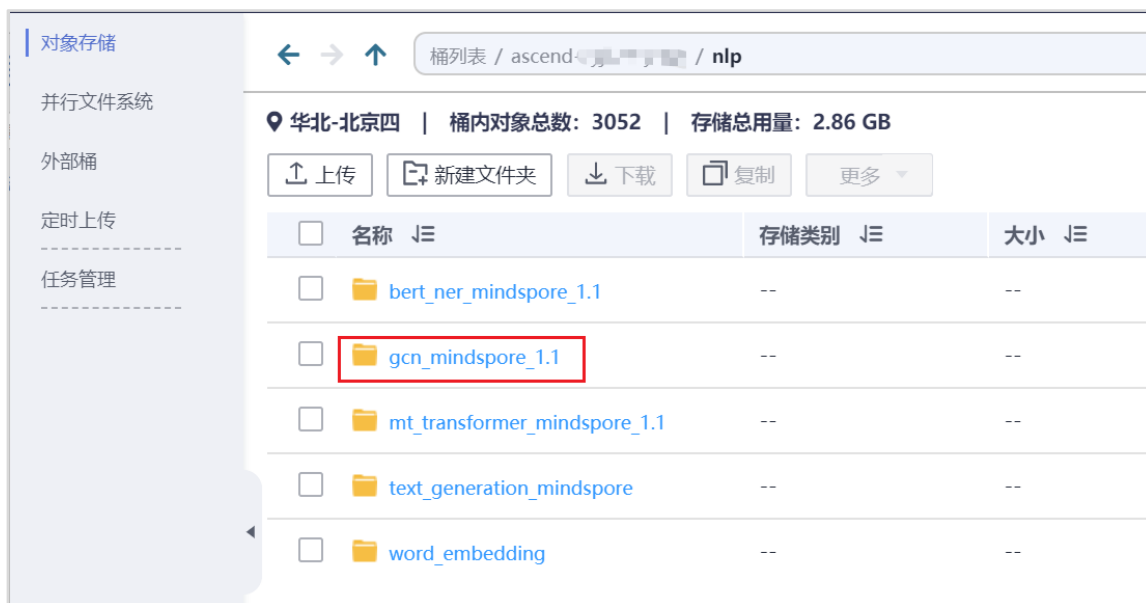 对象存储
并行文件系统
外部桶
定时上传
任务管理
桶列表 / ascend- / nlp
华北-北京四 | 桶内对象总数：3052 | 存储总用量：2.86 GB
上传 新建文件夹 下载 复制 更多
名称 存储类别 大小
bert_ner_mindspore_1.1 -- --
gcn_mindspore_1.1 -- --
mt_transformer_mindspore_1.1 -- --
text_generation_mindspore -- --
word_embedding -- --